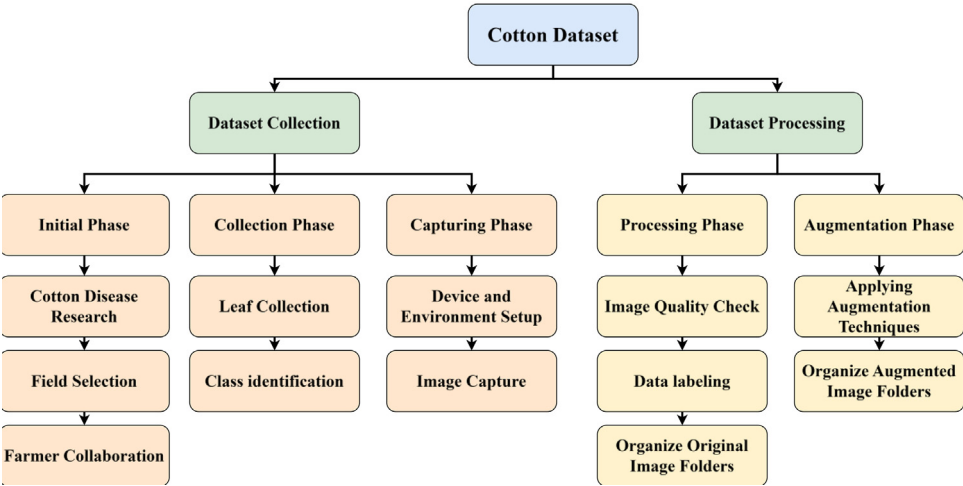 Cotton Dataset
Dataset Collection
Dataset Processing
Initial Phase
Collection Phase
Capturing Phase
Processing Phase
Augmentation Phase
Cotton Disease
Research
Leaf Collection
Device and
Environment Setup
Image Quality Check
Applying
Augmentation
Techniques
Field Selection
Class identification
Image Capture
Data labeling
Organize Augmented
Image Folders
Farmer Collaboration
Organize Original
Image Folders